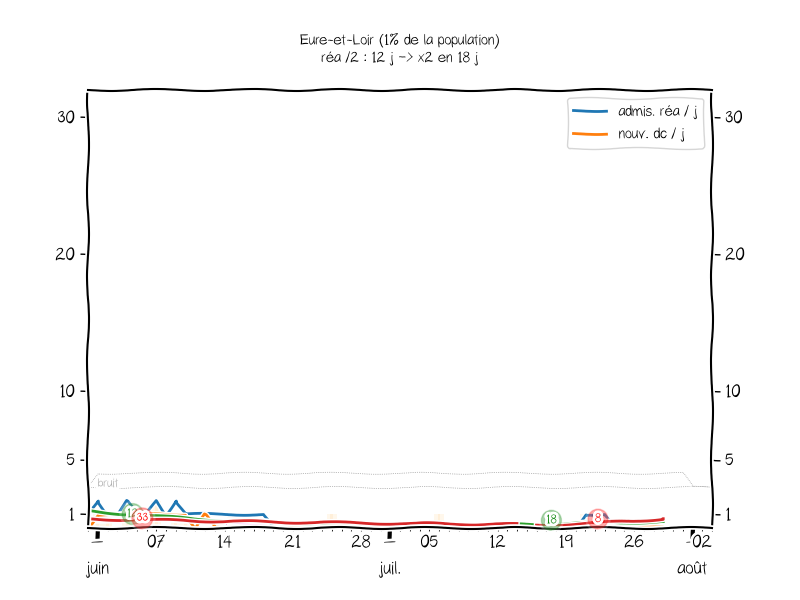 Eure-et-Loir (1% de la population)
réa /2 : 12 j -> x2 en 18 j
admis. réa / j
nouv. dc / j
30
30
20
20
10
10
5
5
bruit
1
12
33
18
8
1
07
14
21
28
05
12
19
26
02
juin
juil.
août